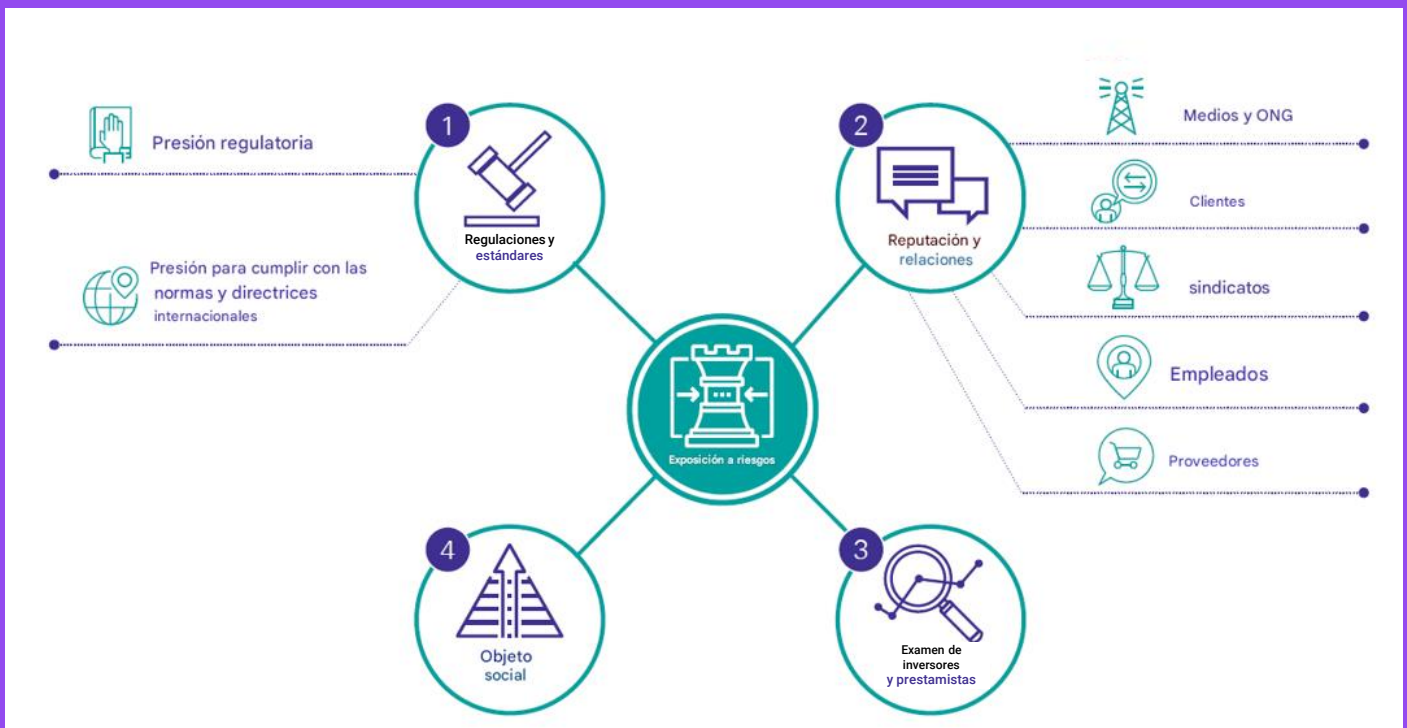 1
Presión regulatoria
Regulaciones y
estándares
Presión para cumplir con las
normas y directrices
internacionales
2
Reputación y
relaciones
Medios y ONG
Clientes
sindicatos
Empleados
Proveedores
Exposición a riesgos
4
Objeto
social
3
Examen de
inversores
y prestamistas